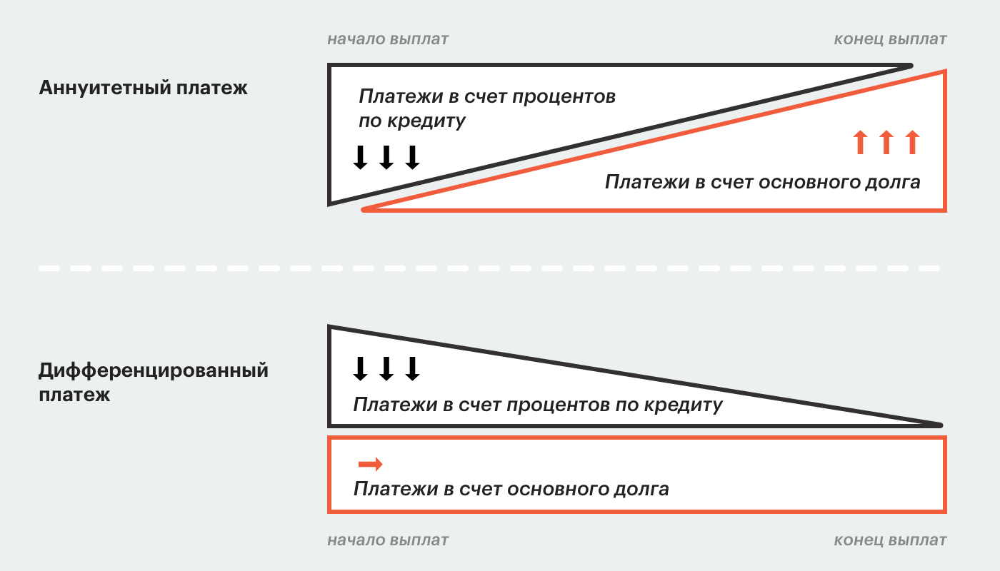 начало выплат
конец выплат
Аннуитетный платеж
Платежи в счет процентов
по кредиту
Платежи в счет основного долга
Дифференцированный
платеж
Платежи в счет процентов по кредиту
Платежи в счет основного долга
начало выплат
конец выплат